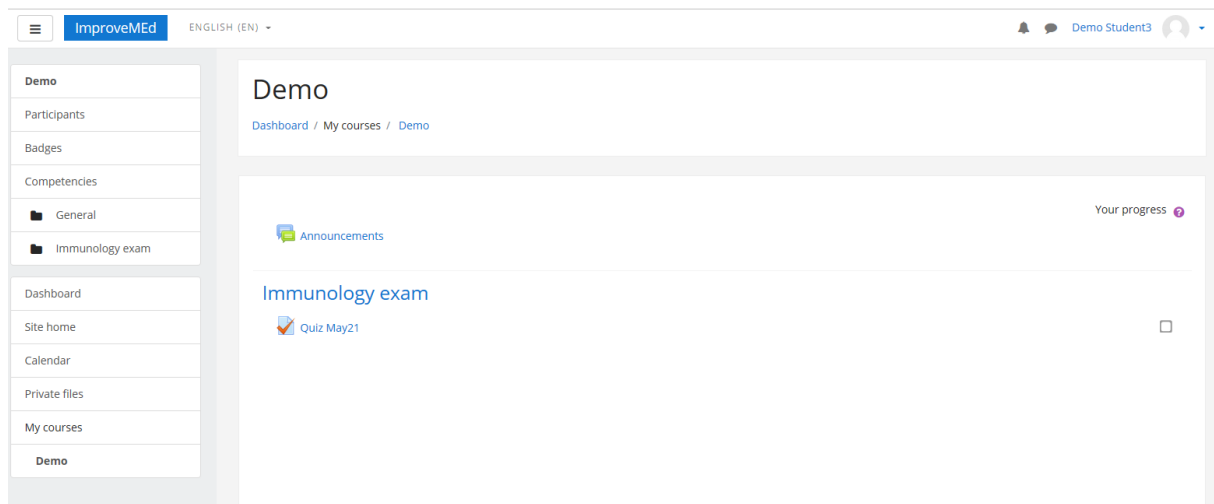 ImproveMEd
ENGLISH (EN)
Demo Student3
Demo
Participants
Badges
Competencies
General
Immunology exam
Dashboard
Site home
Calendar
Private files
My courses
Demo
Demo
Dashboard / My courses / Demo
Your progress
Announcements
Immunology exam
Quiz May21